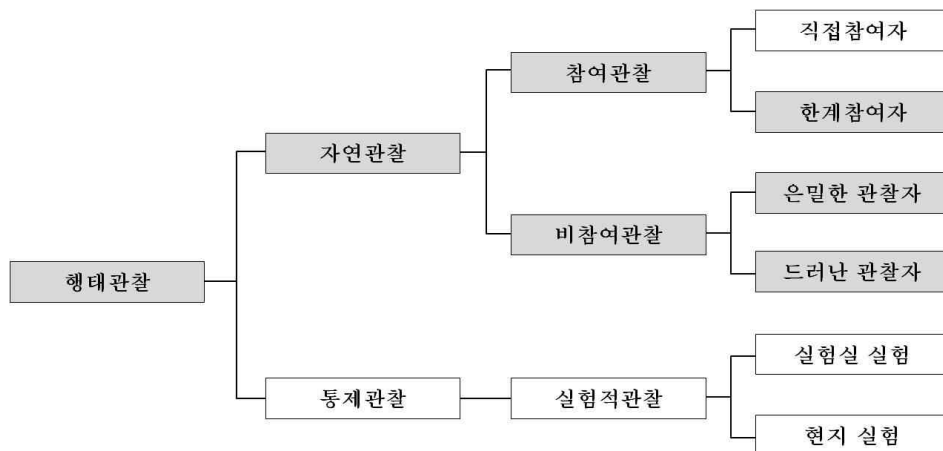 직접참여자
참여관찰
한계참여자
자연관찰
은밀한 관찰자
비참여관찰
드러난 관찰자
행태관찰
실험실 실험
통제관찰
실험적관찰
현지 실험